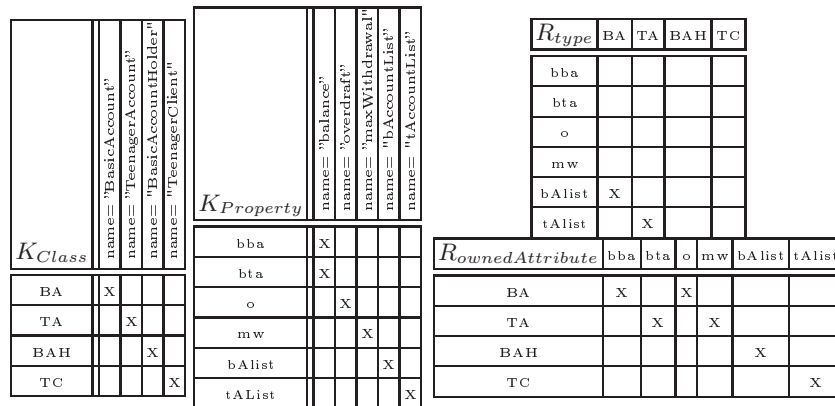 K_Class
name= "BasicAccount"
name= "TeenagerAccount"
name= "BasicAccountHolder"
name= "TeenagerClient"
BA X
TA X
BAH X
TC X
K_Property
name= "balance"
name= "overdraft"
name= "maxWithdrawal"
name= "bAccountList"
name= "tAccountList"
bba X
bta X
o X
mw X
bAlist X
tAList X
R_type BA TA BAH TC
bba
bta
o
mw
bAlist X
tAlist X
R_ownedAttribute bba bta o mw bAlist tAlist
BA X X
TA X X
BAH X
TC X